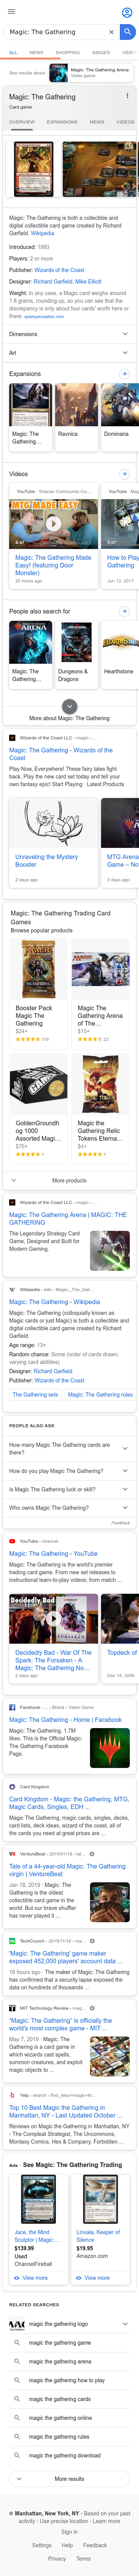 Magic: The Gathering
ALL NEWS SHOPPING IMAGES
See results about
Magic: The Gathering Arena
Video game
Magic: The Gathering
Card game
OVERVIEW EXPANSIONS NEWS VIDEOS
Magic: The Gathering is both a collectible and
digital collectible card game created by Richard
Garfield. Wikipedia
Introduced: 1993
Players: 2 or more
Publisher: Wizards of the Coast
Designer: Richard Garfield, Mike Elliott
Weight: In any case, a Magic card weighs around
2 grams, rounding up, so you can see that the
discrepancy is only about four cards' worth here or
there.
Dimensions
Art
Expansions
Magic: The
Gathering...
Ravnica
Dominaria
Videos
YouTube · Tolarian Community Co...
MTG MADE
EASY!
4:47
Magic: The Gathering Made
Easy! (featuring Door
Monster)
20 hours ago
How to Play
Gathering
Jun 13, 2017
People also search for
Magic: The
Gathering...
Dungeons &
Dragons
Hearthstone
More about Magic: The Gathering
Wizards of the Coast LLC › magic › ...
Magic: The Gathering - Wizards of the
Coast
Play Now. Everywhere! These fairy tales fight
back. Play the new card set today and tell your
own fantasy epic! Start Playing · Latest Products
Unraveling the Mystery
Booster
2 days ago
MTG Arena
Game – No
3 days ago
Magic: The Gathering Trading Card
Games
Browse popular products
Booster Pack
Magic The
Gathering
$24+
119
Magic The
Gathering Arena
of The...
$10+
22
GoldenGroundh
og 1000
Assorted Magi...
$76+
1
Magic the
Gathering Relic
Tokens Eterna...
$4+
1
More products
Wizards of the Coast LLC › magic › ...
Magic: The Gathering Arena | MAGIC: THE
GATHERING
The Legendary Strategy Card
Game, Designed and Built for
Modern Gaming.
Wikipedia › wiki › Magic:_The_Gat...
Magic: The Gathering - Wikipedia
Magic: The Gathering (colloquially known as
Magic cards or just Magic) is both a collectible and
digital collectible card game created by Richard
Garfield.
Age range: 13+
Random chance: Some (order of cards drawn,
varying card abilities)
Designer: Richard Garfield
Publisher: Wizards of the Coast
The Gathering sets Magic: The Gathering rules
PEOPLE ALSO ASK
How many Magic The Gathering cards are
there?
How do you play Magic The Gathering?
Is Magic The Gathering luck or skill?
Who owns Magic The Gathering?
Feedback
YouTube › channel
Magic: The Gathering - YouTube
Magic: The Gathering is the world's premier
trading card game. From new set releases to
instructional learn-to-play videos, from match ...
Decidedly
Bad
Decidedly Bad - War Of The
Spark: The Forsaken - A
Magic: The Gathering No...
2 days ago
Topdeck of
Dec 14, 2008
Facebook › ... › Brand › Video Game
Magic: The Gathering - Home | Facebook
Magic: The Gathering. 1.7M
likes. This is the Official Magic:
The Gathering Facebook
Page.
Card Kingdom
Card Kingdom - Magic: the Gathering, MTG,
Magic Cards, Singles, EDH ...
Magic the Gathering, magic cards, singles, decks,
card lists, deck ideas, wizard of the coast, all of
the cards you need at great prices are ...
VentureBeat › 2019/01/18 › tal...
Tale of a 44-year-old Magic: The Gathering
virgin | VentureBeat
Jan 18, 2019 · Magic: The
Gathering is the oldest
collectible card game in the
world. But our brave shuffler
has never played it ...
TechCrunch › 2019/11/16 › ma...
'Magic: The Gathering' game maker
exposed 452,000 players' account data ...
16 hours ago · The maker of Magic: The Gathering
has confirmed that a security lapse exposed the
data on hundreds of thousands of ...
MIT Technology Review › mag...
“Magic: The Gathering” is officially the
world's most complex game - MIT ...
May 7, 2019 · Magic: The
Gathering is a card game in
which wizards cast spells,
summon creatures, and exploit
magic objects to ...
Yelp › search › find_desc=magic+th...
Top 10 Best Magic the Gathering in
Manhattan, NY - Last Updated October ...
Reviews on Magic the Gathering in Manhattan, NY
- The Compleat Strategist, The Uncommons,
Montasy Comics, Hex & Company, Forbidden ...
Ads · See Magic: The Gathering Trading
Jace, the Mind
Sculptor | Magic:...
$139.99
Used
ChannelFireball
View more
Linvala, Keeper of
Silence
$19.95
Amazon.com
View more
RELATED SEARCHES
magic the gathering logo
magic the gathering game
magic the gathering arena
magic the gathering how to play
magic the gathering cards
magic the gathering online
magic the gathering rules
magic the gathering download
More results
Manhattan, New York, NY - Based on your past
activity - Use precise location - Learn more
Sign in
Settings Help Feedback
Privacy Terms